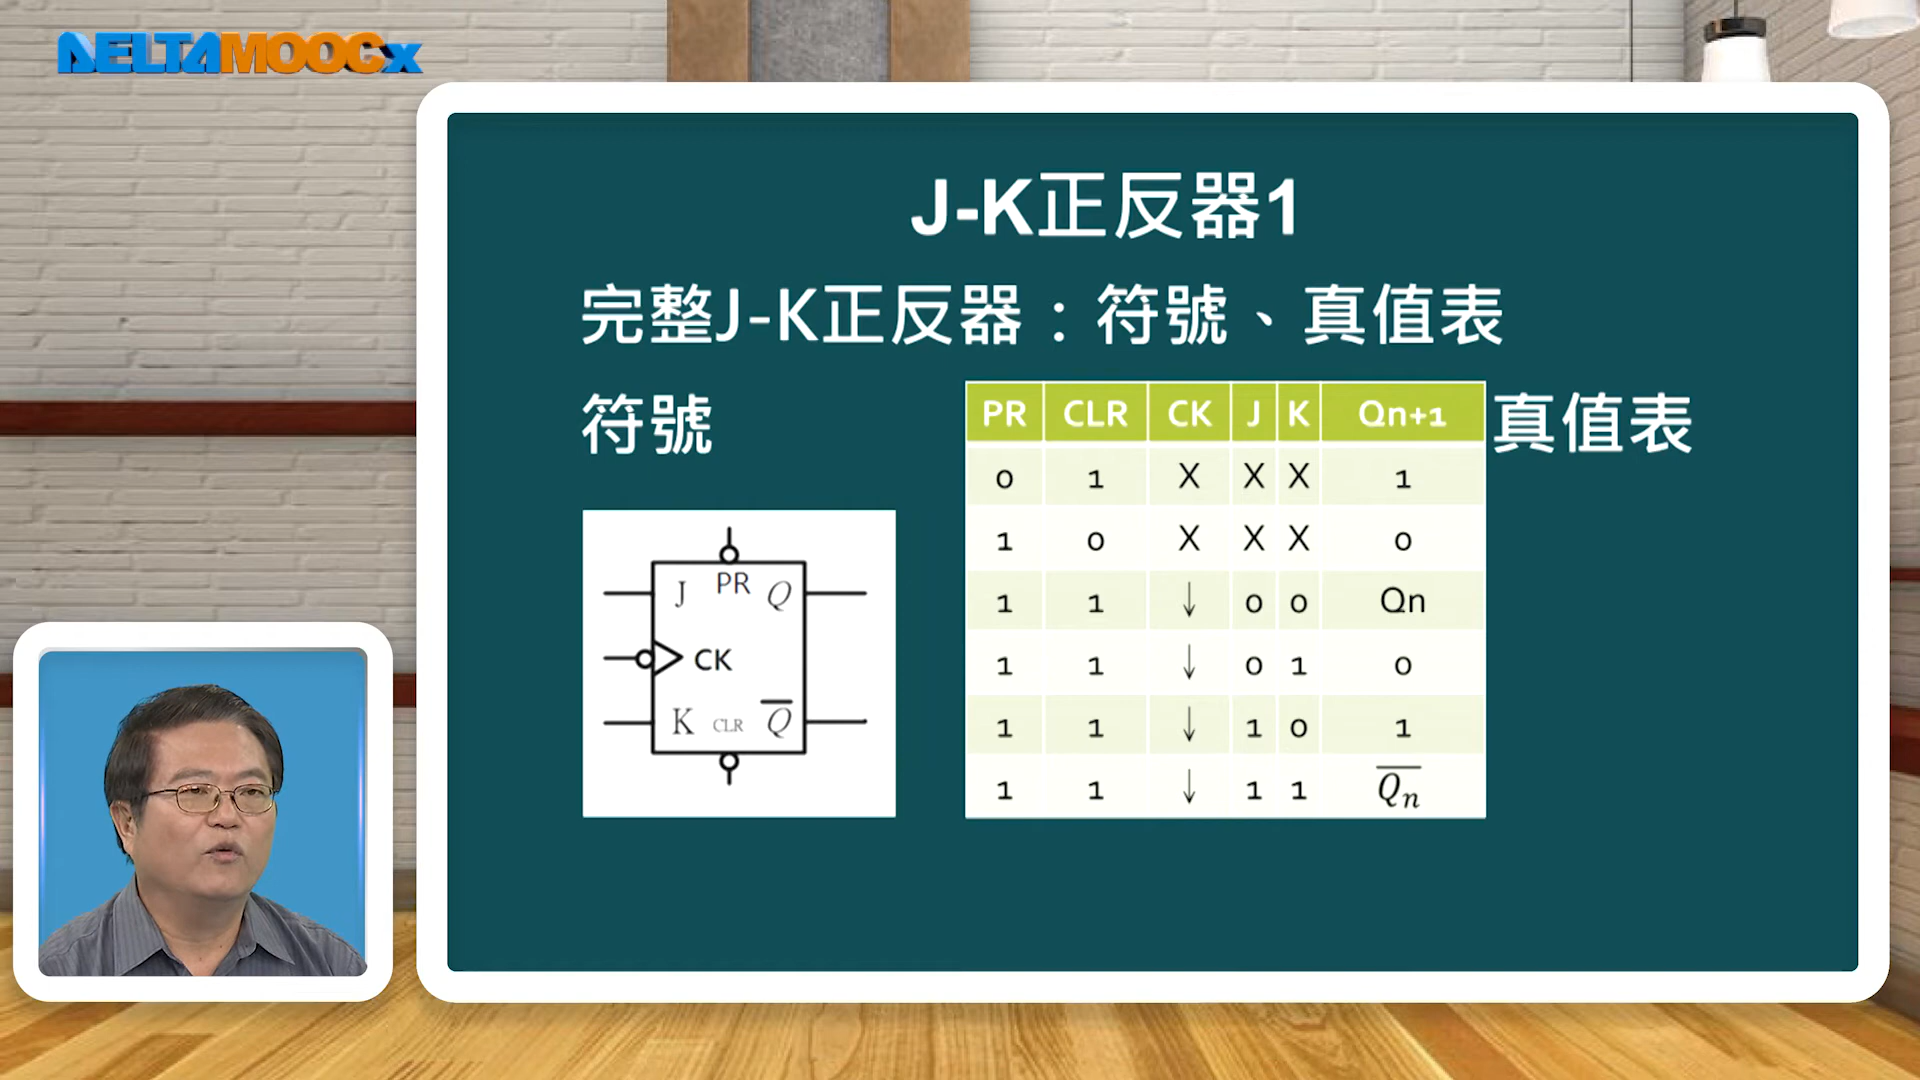 DELTAMOOCx
J-K正反器1
完整J-K正反器：符號、真值表
符號
真值表
J PR Q
CK
K CLR Q̅
PR CLR CK J K Qn+1
0 1 X X X 1
1 0 X X X 0
1 1 ↓ 0 0 Qn
1 1 ↓ 0 1 0
1 1 ↓ 1 0 1
1 1 ↓ 1 1 Q̅n